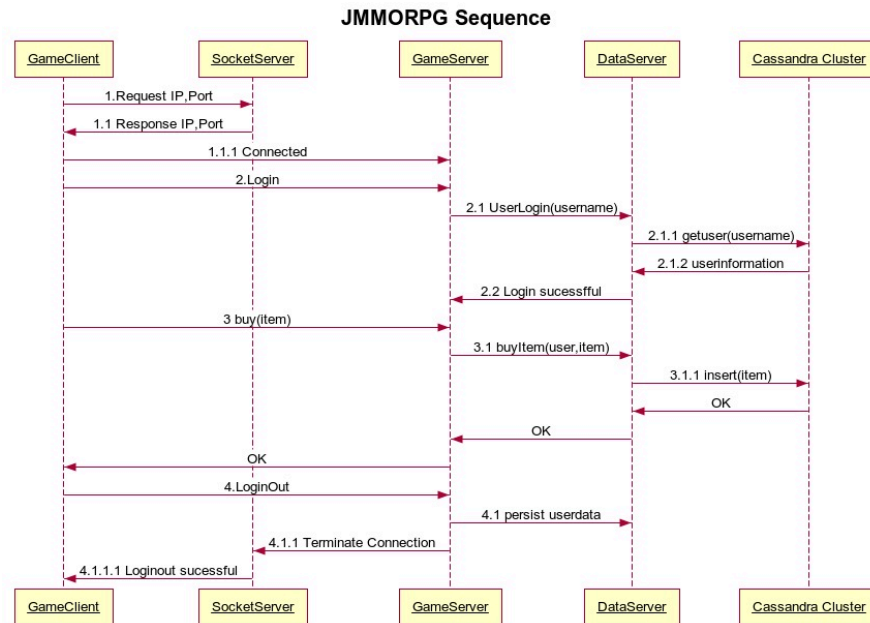 JMMORPG Sequence
GameClient
SocketServer
GameServer
DataServer
Cassandra Cluster
1.Request IP,Port
1.1 Response IP,Port
1.1.1 Connected
2.Login
2.1 UserLogin(username)
2.1.1 getuser(username)
2.1.2 userinformation
2.2 Login sucessfful
3 buy(item)
3.1 buyItem(user,item)
3.1.1 insert(item)
OK
OK
OK
4.LoginOut
4.1 persist userdata
4.1.1 Terminate Connection
4.1.1.1 Loginout sucessful
GameClient
SocketServer
GameServer
DataServer
Cassandra Cluster